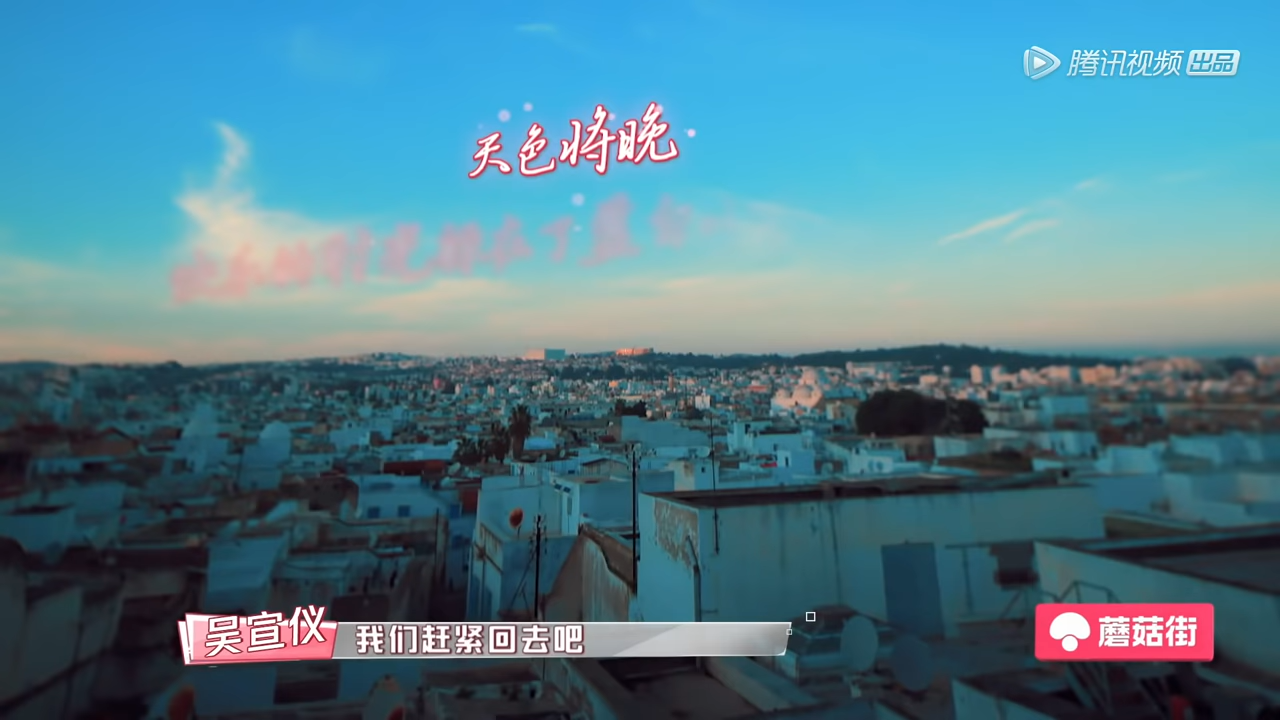 腾讯视频 出品
天色将晚
吴宣仪
我们赶紧回去吧
蘑菇街